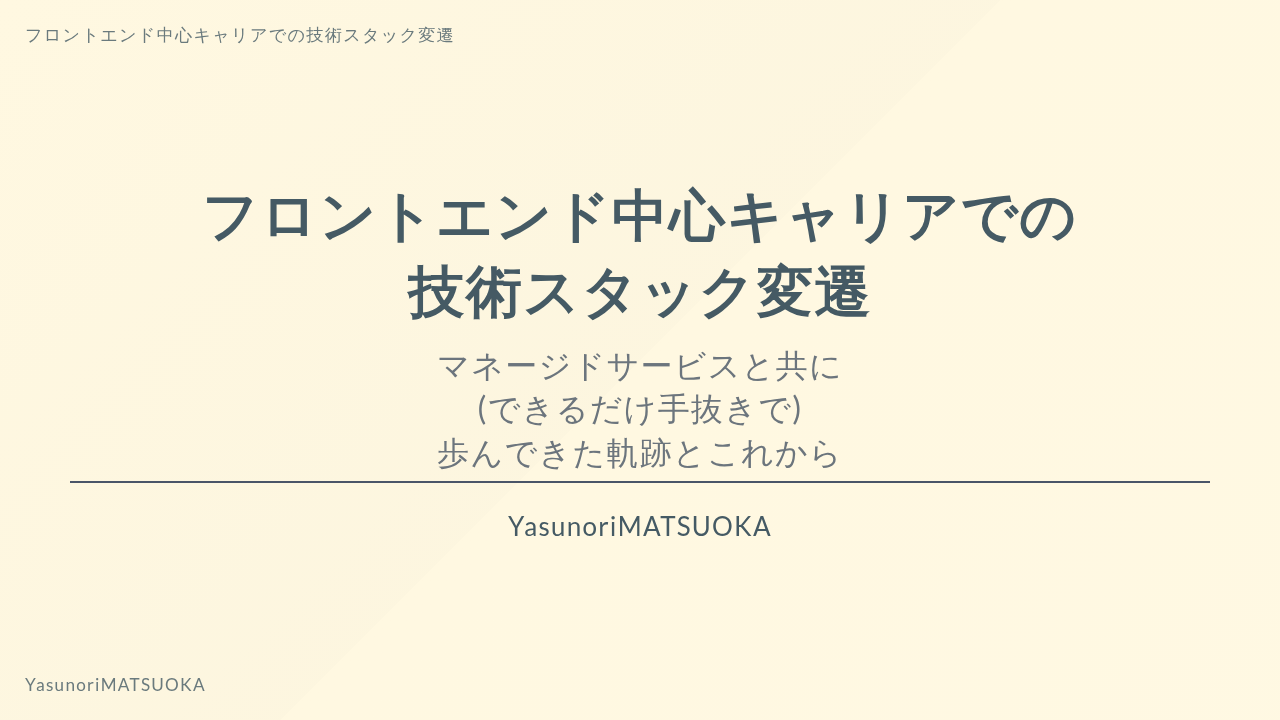 フロントエンド中心キャリアでの技術スタック変遷
フロントエンド中心キャリアでの
技術スタック変遷
マネージドサービスと共に
(できるだけ手抜きで)
歩んできた軌跡とこれから
YasunoriMATSUOKA
YasunoriMATSUOKA